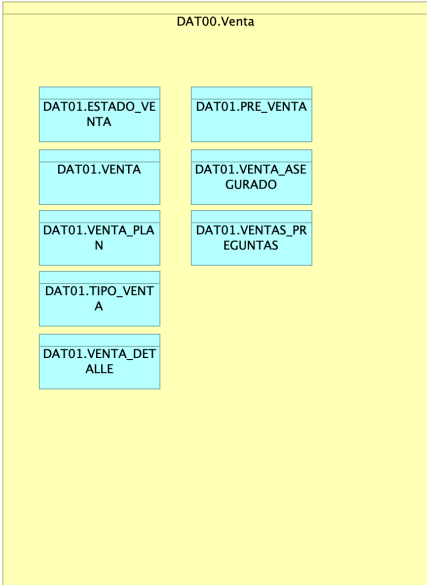 DAT00.Venta
DAT01.ESTADO_VE
NTA
DAT01.PRE_VENTA
DAT01.VENTA
DAT01.VENTA_ASE
GURADO
DAT01.VENTA_PLA
N
DAT01.VENTAS_PR
EGUNTAS
DAT01.TIPO_VENT
A
DAT01.VENTA_DET
ALLE